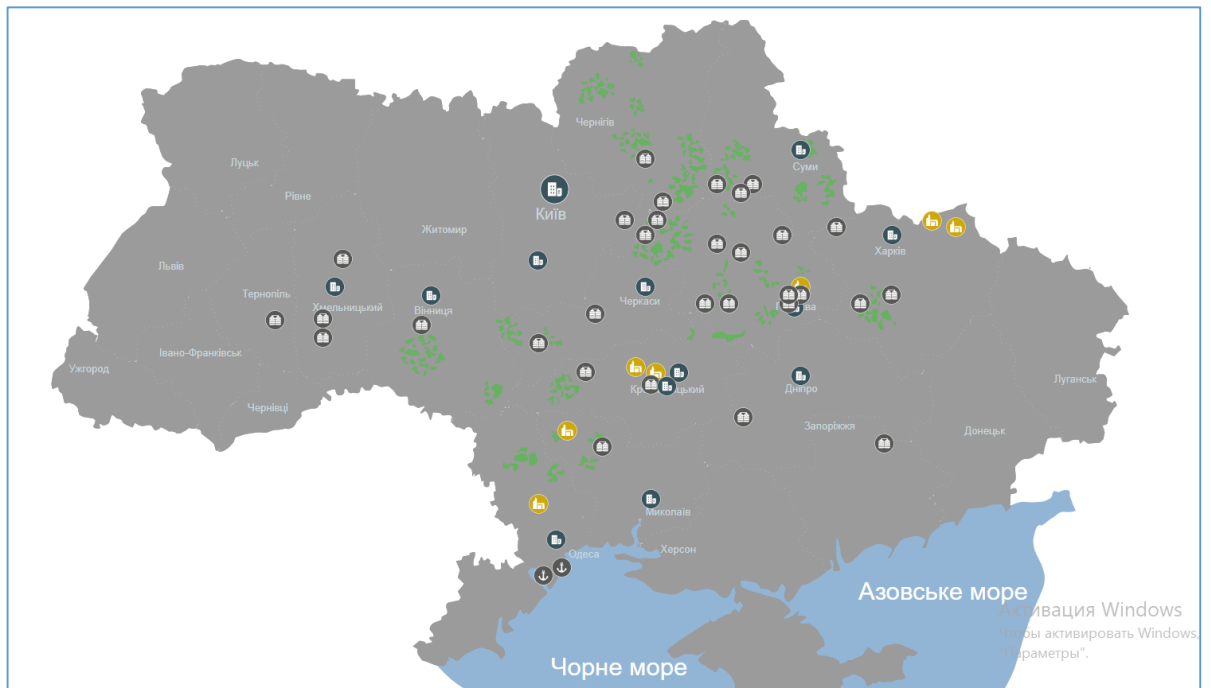 Чернігів
Луцьк
Суми
Рівне
Київ
Житомир
Харків
Львів
Тернопіль
Хмельницький
Вінниця
Черкаси
Івано-Франківськ
Ужгород
Луганськ
Дніпро
Чернівці
Запоріжжя
Донецьк
Миколаїв
Херсон
Одеса
Азовське море
Активация Windows
Чтобы активировать Windows,
"Параметры".
Чорне море